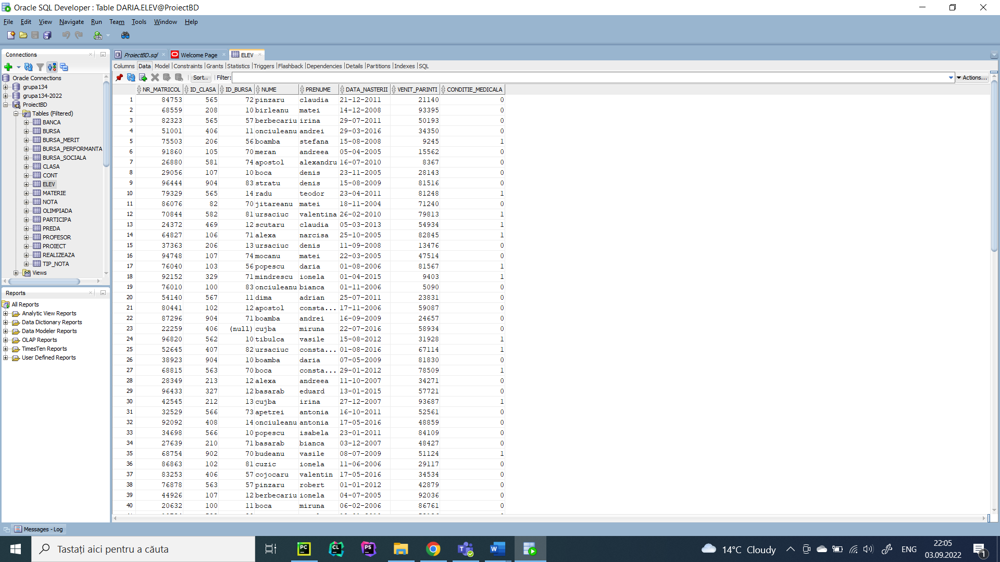 Oracle SQL Developer : Table DARIA.ELEV@ProiectBD
File Edit View Navigate Run Team Tools Window Help
Connections
Oracle Connections
grupa134
grupa134-2022
ProiectBD
Tables (Filtered)
BANCA
BURSA
BURSA_MERIT
BURSA_PERFORMANTA
BURSA_SOCIALA
CLASA
CONT
ELEV
MATERIE
NOTA
OLIMPIADA
PARTICIPA
PREDA
PROFESOR
PROIECT
REALIZEAZA
TIP_NOTA
Views
Reports
All Reports
Analytic View Reports
Data Dictionary Reports
Data Modeler Reports
OLAP Reports
TimesTen Reports
User Defined Reports
ProiectBD.sql Welcome Page ELEV
Columns Data Model Constraints Grants Statistics Triggers Flashback Dependencies Details Partitions Indexes SQL
Sort.. Filter: Actions...
NR_MATRICOL ID_CLASA ID_BURSA NUME PRENUME DATA_NASTERII VENIT_PARINTI CONDITIE_MEDICALA
1 84753 565 72 pinzaru claudia 21-12-2011 21140 0
2 68559 208 10 birleanu matei 14-12-2008 93395 0
3 82323 565 57 berbecariu irina 29-07-2011 50193 0
4 51001 406 11 onciuleanu andrei 29-03-2016 34350 0
5 75503 206 56 boamba stefana 15-08-2008 9245 1
6 91860 105 70 meran andreea 05-04-2005 15562 0
7 26880 581 74 apostol alexandru 16-07-2010 8367 0
8 29056 107 10 boca denis 23-11-2005 28143 0
9 96444 904 83 stratu denis 15-08-2009 81516 0
10 79329 565 14 radu teodor 23-04-2011 81248 1
11 86076 82 70 jitareanu matei 18-11-2004 71240 0
12 70844 582 81 ursaciuc valentina 26-02-2010 79813 1
13 24372 469 12 scutaru claudia 05-03-2013 54934 1
14 64827 106 71 alexa narcisa 25-10-2005 82845 1
15 37363 206 13 ursaciuc denis 11-09-2008 13476 0
16 94748 107 74 mocanu matei 22-03-2005 47514 0
17 76040 103 56 popescu daria 01-08-2006 81567 1
18 92152 329 71 mindrescu ionela 01-04-2015 9403 1
19 76010 100 83 onciuleanu bianca 01-11-2006 5090 0
20 54140 567 11 dima adrian 25-07-2011 23831 0
21 80441 102 12 apostol consta... 17-11-2006 59087 0
22 87296 904 71 boamba andrei 16-09-2009 24657 0
23 22259 406 (null) cujba miruna 22-07-2016 58934 0
24 96820 562 10 tibulca vasile 15-08-2012 31928 1
25 52645 407 82 ursaciuc consta... 01-08-2016 67114 1
26 38923 904 10 boamba daria 07-05-2009 81830 0
27 68815 563 70 boca consta... 29-01-2012 78509 1
28 28349 213 12 alexa andreea 11-10-2007 34271 0
29 96433 327 12 basarab eduard 13-01-2015 57721 0
30 42545 212 13 cujba irina 27-12-2007 93687 1
31 32529 566 73 apetrei antonia 16-10-2011 52561 0
32 92092 408 14 onciuleanu antonia 17-05-2016 48859 0
33 34698 566 10 popescu isabela 23-01-2011 84109 0
34 27639 210 71 basarab bianca 03-12-2007 48427 0
35 68754 902 70 budeanu vasile 08-07-2009 51124 1
36 86863 102 81 cuzic ionela 11-06-2006 29117 0
37 83253 406 57 cojocaru valentin 17-05-2016 34534 0
38 76878 563 57 pinzaru robert 01-01-2012 42879 0
39 44926 107 12 berbecariu ionela 04-07-2005 92036 0
40 20632 100 11 boca miruna 06-02-2006 86761 0
Messages - Log
Tastați aici pentru a căuta
14°C Cloudy ENG 22:05
03.09.2022
1